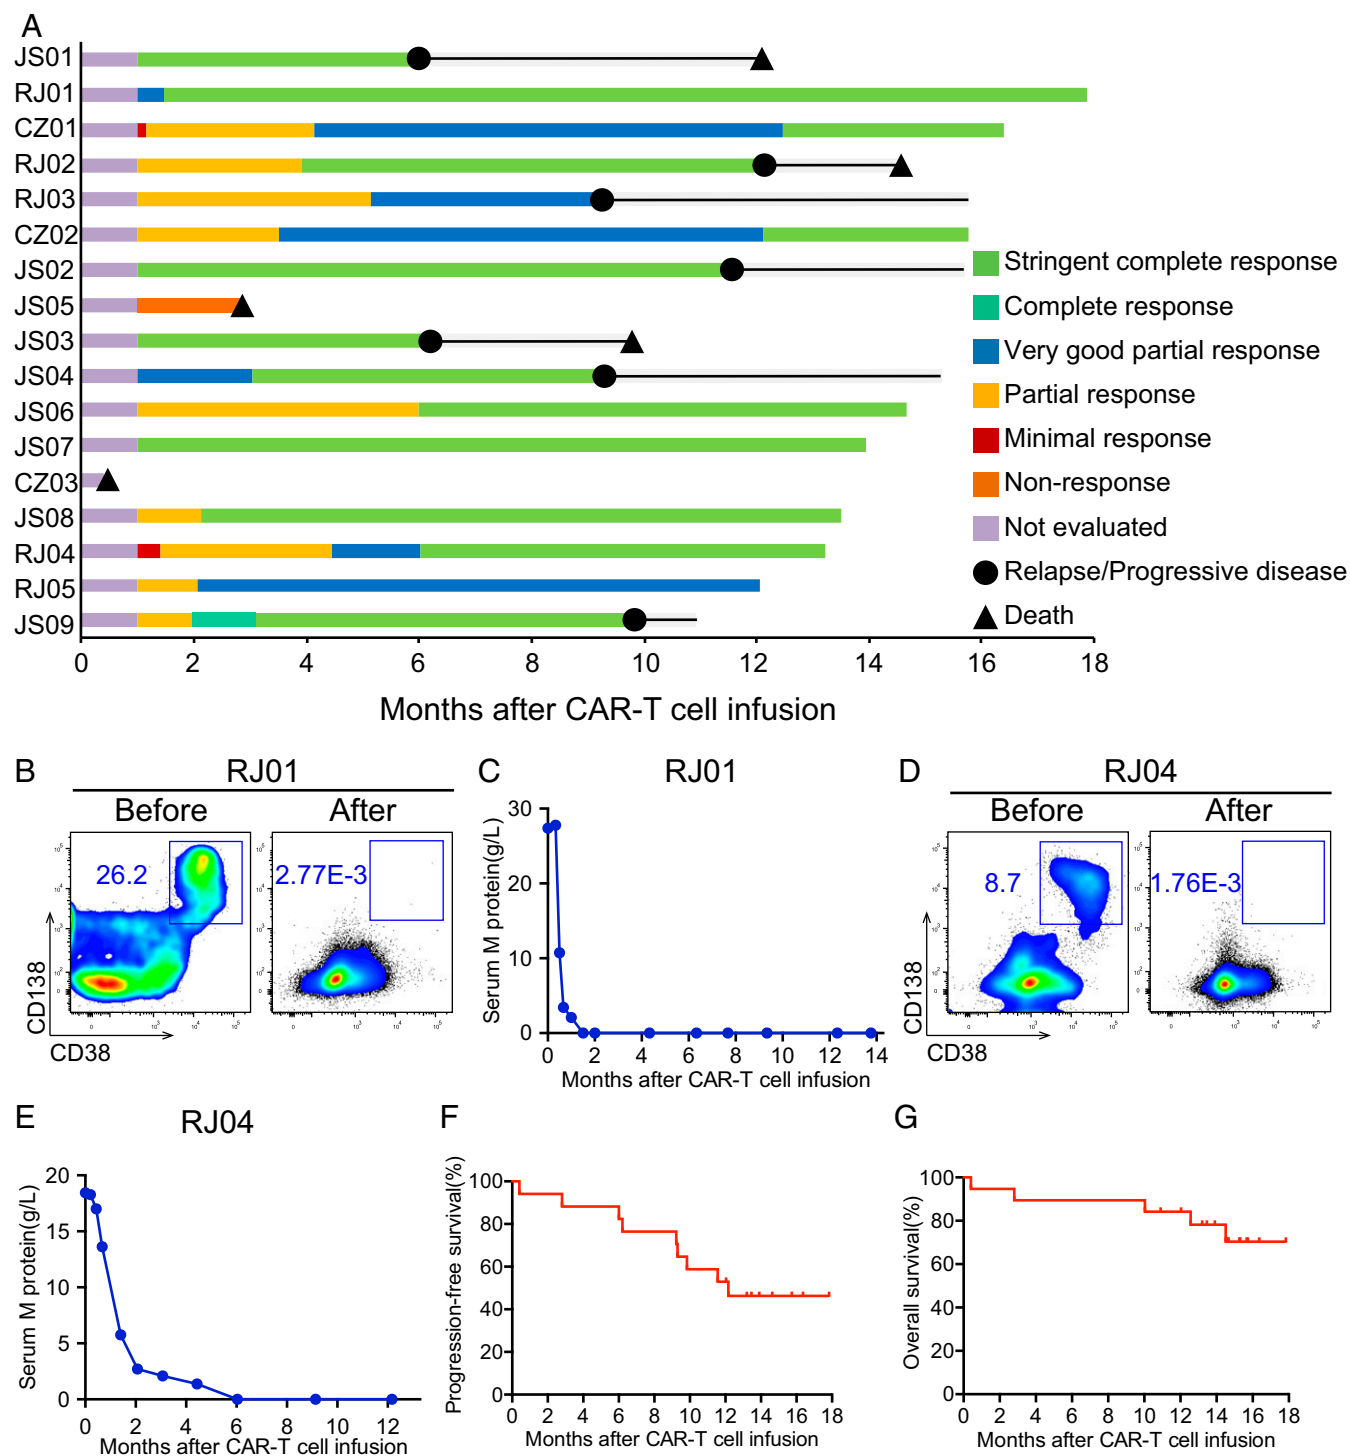 A
JS01
RJ01
CZ01
RJ02
RJ03
CZ02
JS02
JS05
JS03
JS04
JS06
JS07
CZ03
JS08
RJ04
RJ05
JS09
Stringent complete response
Complete response
Very good partial response
Partial response
Minimal response
Non-response
Not evaluated
Relapse/Progressive disease
Death
0 2 4 6 8 10 12 14 16 18
Months after CAR-T cell infusion
B
RJ01
Before After
26.2
2.77E-3
CD138
CD38
C
RJ01
Serum M protein(g/L)
30
20
10
0
0 2 4 6 8 10 12 14
Months after CAR-T cell infusion
D
RJ04
Before After
8.7
1.76E-3
CD138
CD38
E
RJ04
Serum M protein(g/L)
20
15
10
5
0
0 2 4 6 8 10 12
Months after CAR-T cell infusion
F
Progression-free survival(%)
100
80
60
40
20
0
0 2 4 6 8 10 12 14 16 18
Months after CAR-T cell infusion
G
Overall survival(%)
100
80
60
40
20
0
0 2 4 6 8 10 12 14 16 18
Months after CAR-T cell infusion